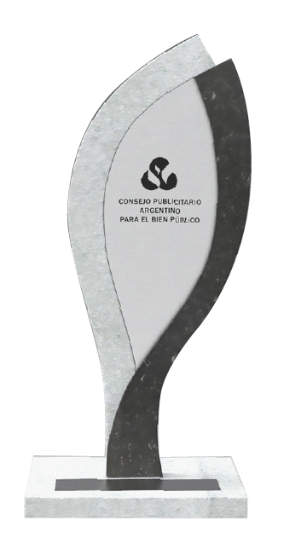 CONSEJO PUBLICITARIO
ARGENTINO
PARA EL BIEN PÚBLICO